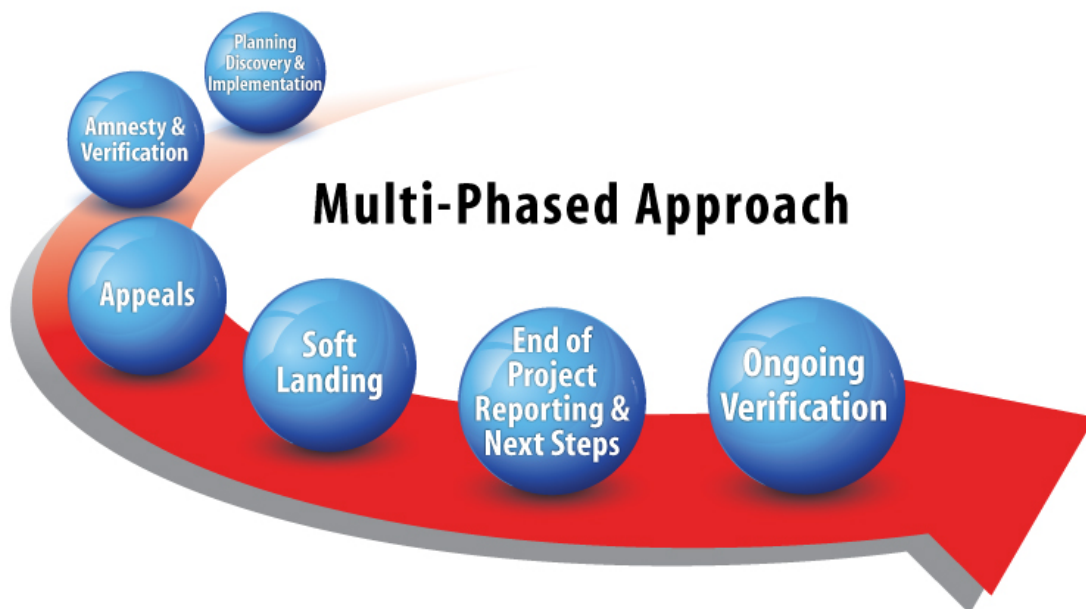 Planning
Discovery &
Implementation
Amnesty &
Verification
Multi-Phased Approach
Appeals
Soft
Landing
End of
Project
Reporting &
Next Steps
Ongoing
Verification